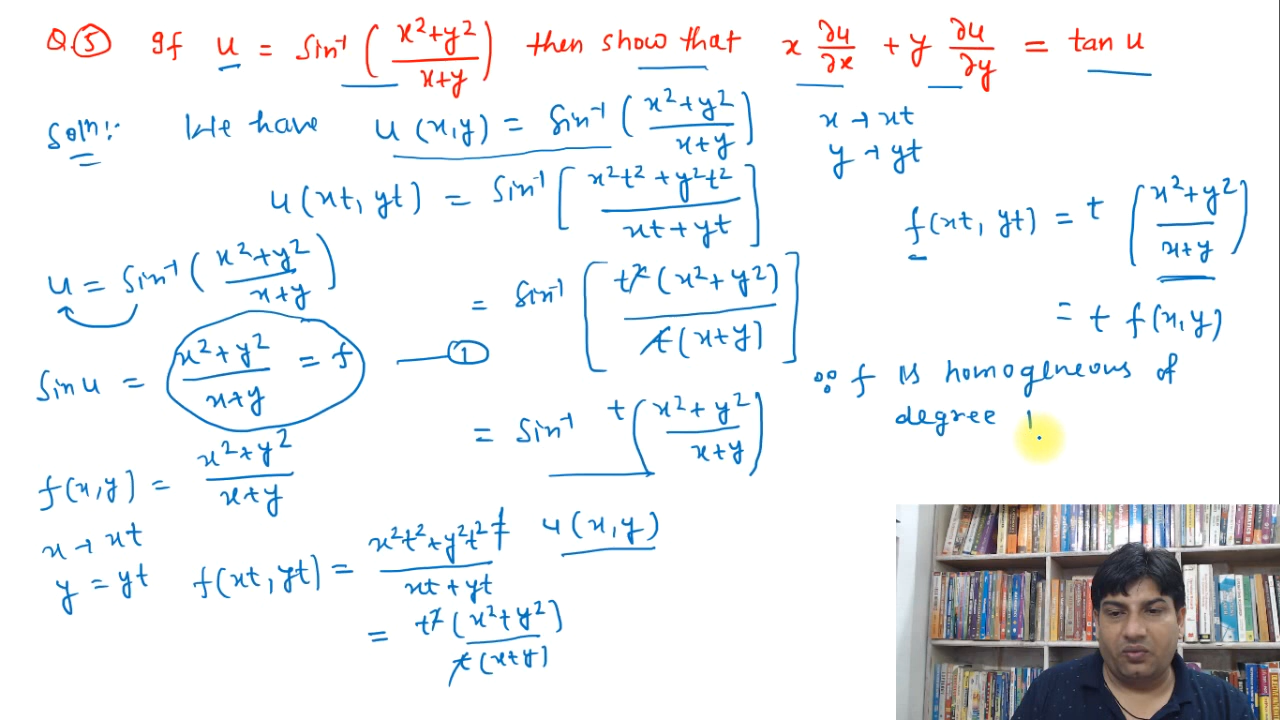 Q.⑤ If u = Sin⁻¹ ( x²+y² / x+y ) then show that x ∂u/∂x + y ∂u/∂y = tan u
Soln:- We have u(x,y) = Sin⁻¹ ( x²+y² / x+y )
x → xt
y → yt
u(xt, yt) = Sin⁻¹ [ x²t² + y²t² / xt + yt ]
= Sin⁻¹ [ t²(x²+y²) / t(x+y) ]
= Sin⁻¹ t ( x²+y² / x+y )
≠ u(x,y)
u = Sin⁻¹ ( x²+y² / x+y )
Sin u = x²+y² / x+y = f —— ①
f(x,y) = x²+y² / x+y
x → xt
y = yt
f(xt, yt) = x²t²+y²t² / xt + yt
= t²(x²+y²) / t(x+y)
f(xt, yt) = t ( x²+y² / x+y )
= t f(x,y)
∵ f is homogeneous of
degree 1